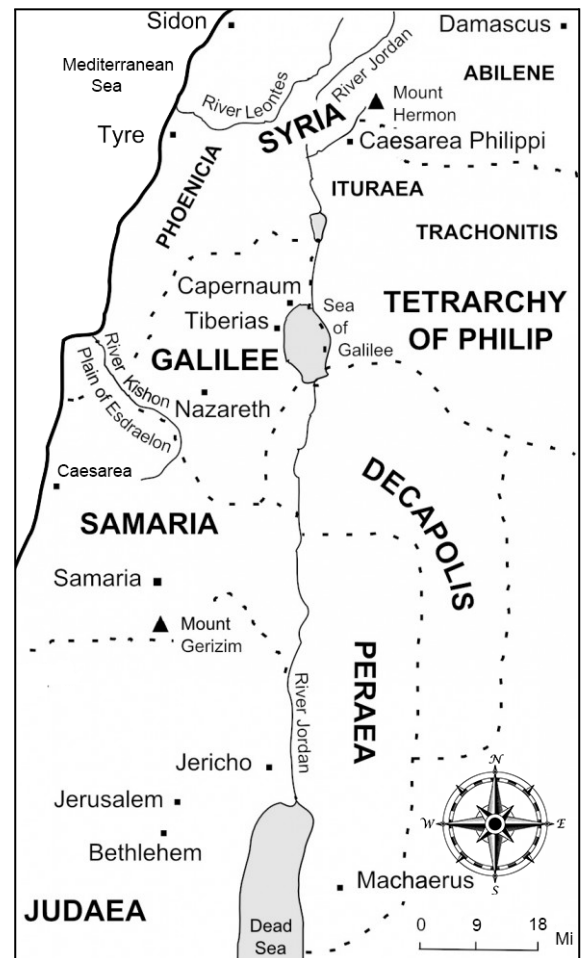 Sidon
Damascus
Mediterranean
Sea
ABILENE
River Leontes
River Jordan
Mount
Hermon
Tyre
SYRIA
Caesarea Philippi
PHOENICIA
ITURAEA
TRACHONITIS
Capernaum
Sea
of
Galilee
Tiberias
TETRARCHY
OF PHILIP
GALILEE
River Kishon
Plain of Esdraelon
Nazareth
Caesarea
DECAPOLIS
SAMARIA
Samaria
Mount
Gerizim
PERAEA
River Jordan
Jericho
N
Jerusalem
W
E
Bethlehem
S
Machaerus
JUDAEA
Dead
Sea
0 9 18
Mi